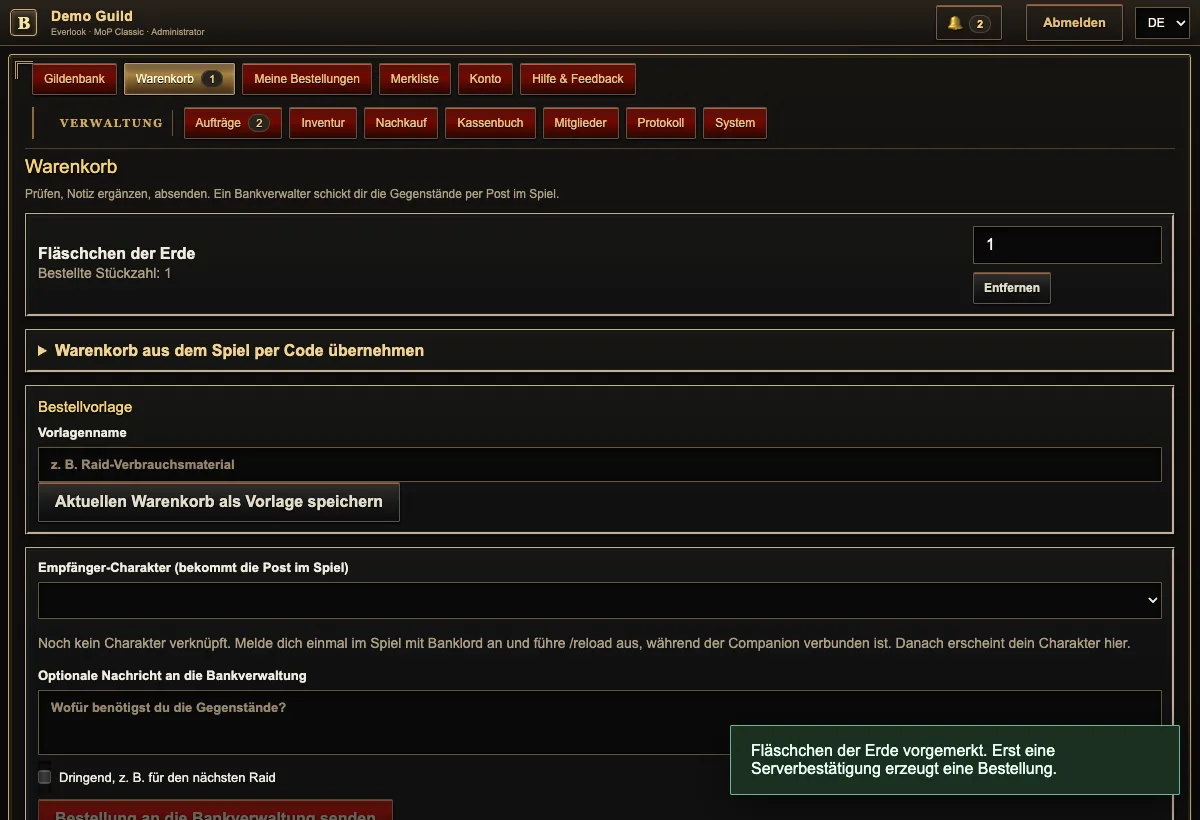 B
Demo Guild
Everlook · MoP Classic · Administrator
2
Abmelden
DE
Gildenbank
Warenkorb 1
Meine Bestellungen
Merkliste
Konto
Hilfe & Feedback
VERWALTUNG
Aufträge 2
Inventur
Nachkauf
Kassenbuch
Mitglieder
Protokoll
System
Warenkorb
Prüfen, Notiz ergänzen, absenden. Ein Bankverwalter schickt dir die Gegenstände per Post im Spiel.
Fläschchen der Erde
Bestellte Stückzahl: 1
1
Entfernen
Warenkorb aus dem Spiel per Code übernehmen
Bestellvorlage
Vorlagenname
z. B. Raid-Verbrauchsmaterial
Aktuellen Warenkorb als Vorlage speichern
Empfänger-Charakter (bekommt die Post im Spiel)
Noch kein Charakter verknüpft. Melde dich einmal im Spiel mit Banklord an und führe /reload aus, während der Companion verbunden ist. Danach erscheint dein Charakter hier.
Optionale Nachricht an die Bankverwaltung
Wofür benötigst du die Gegenstände?
Fläschchen der Erde vorgemerkt. Erst eine
Serverbestätigung erzeugt eine Bestellung.
Dringend, z. B. für den nächsten Raid
Bestellung an die Bankverwaltung senden